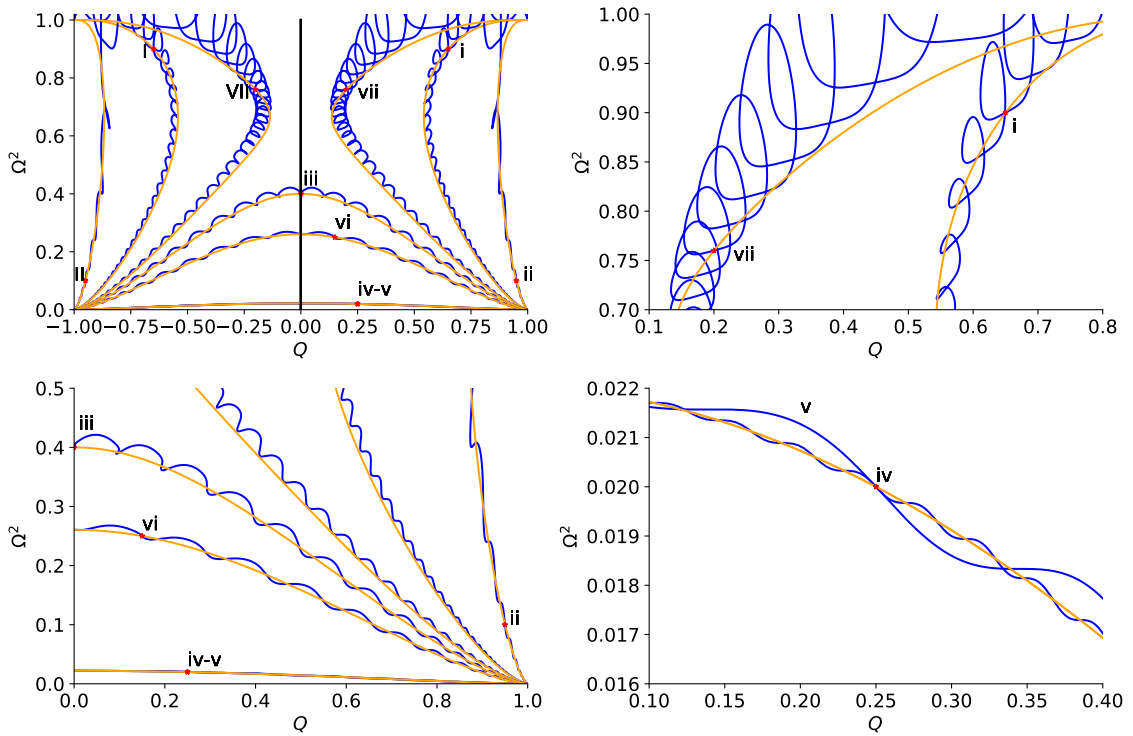 1.0
0.8
0.6
0.4
0.2
0.0
Ω²
I
i
VII
vii
iii
vi
II
ii
iv-v
−1.00
−0.75
−0.50
−0.25
0.00
0.25
0.50
0.75
1.00
Q
1.00
0.95
0.90
0.85
0.80
0.75
0.70
Ω²
i
vii
0.1
0.2
0.3
0.4
0.5
0.6
0.7
0.8
Q
0.5
0.4
0.3
0.2
0.1
0.0
Ω²
iii
vi
ii
iv-v
0.0
0.2
0.4
0.6
0.8
1.0
Q
0.022
0.021
0.020
0.019
0.018
0.017
0.016
Ω²
v
iv
0.10
0.15
0.20
0.25
0.30
0.35
0.40
Q